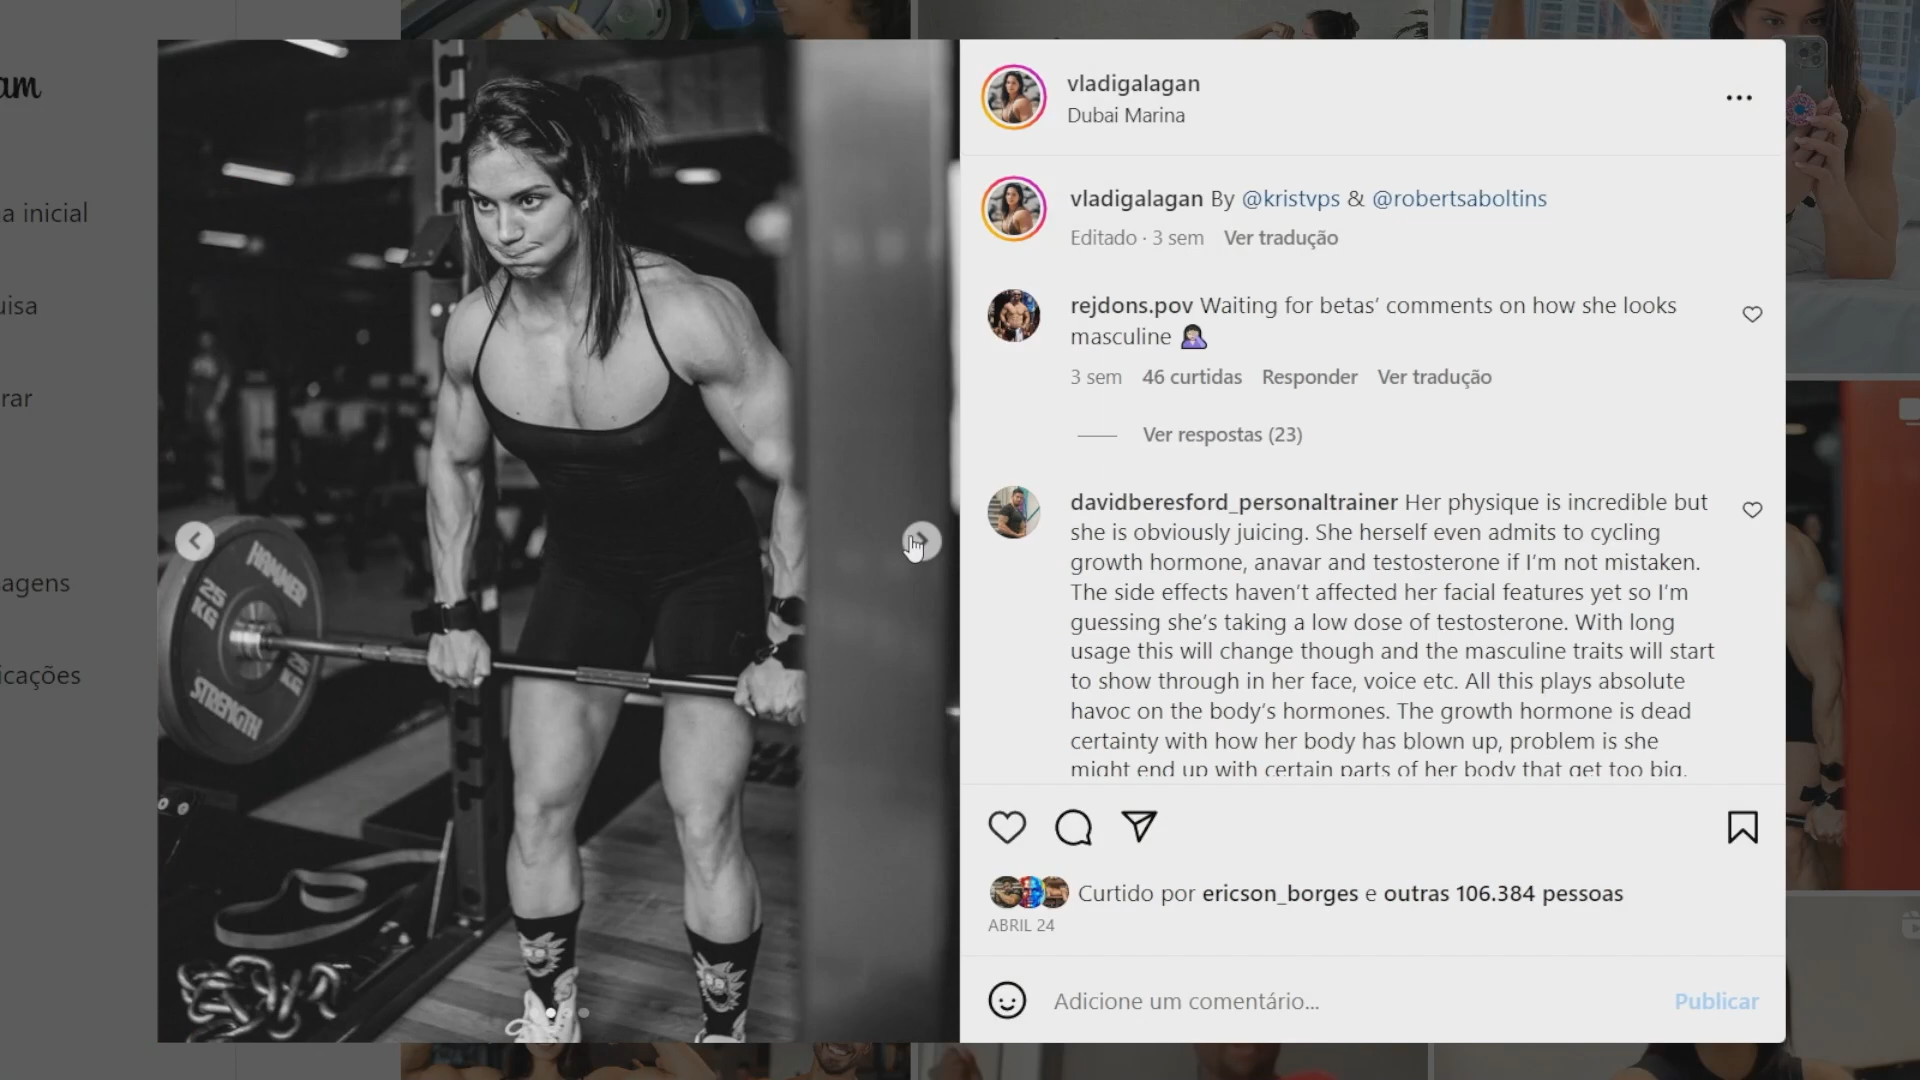 am
a inicial
uisa
rar
agens
icações
HAMMER
25
KG
STRENGTH
vladigalagan
Dubai Marina
vladigalagan By @kristvps & @robertsaboltins
Editado · 3 sem Ver tradução
rejdons.pov Waiting for betas’ comments on how she looks
masculine
3 sem 46 curtidas Responder Ver tradução
Ver respostas (23)
davidberesford_personaltrainer Her physique is incredible but
she is obviously juicing. She herself even admits to cycling
growth hormone, anavar and testosterone if I’m not mistaken.
The side effects haven’t affected her facial features yet so I’m
guessing she’s taking a low dose of testosterone. With long
usage this will change though and the masculine traits will start
to show through in her face, voice etc. All this plays absolute
havoc on the body’s hormones. The growth hormone is dead
certainty with how her body has blown up, problem is she
might end up with certain parts of her body that get too big.
Curtido por ericson_borges e outras 106.384 pessoas
ABRIL 24
Adicione um comentário... Publicar